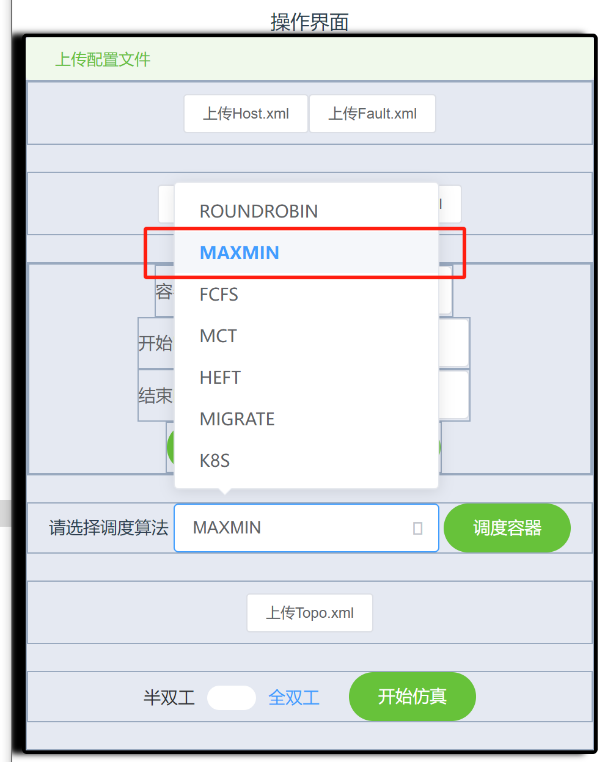 操作界面
上传配置文件
上传Host.xml 上传Fault.xml
ROUNDROBIN
MAXMIN
容 FCFS
MCT
开始
HEFT
结束
MIGRATE
K8S
请选择调度算法 MAXMIN 调度容器
上传Topo.xml
半双工 全双工 开始仿真